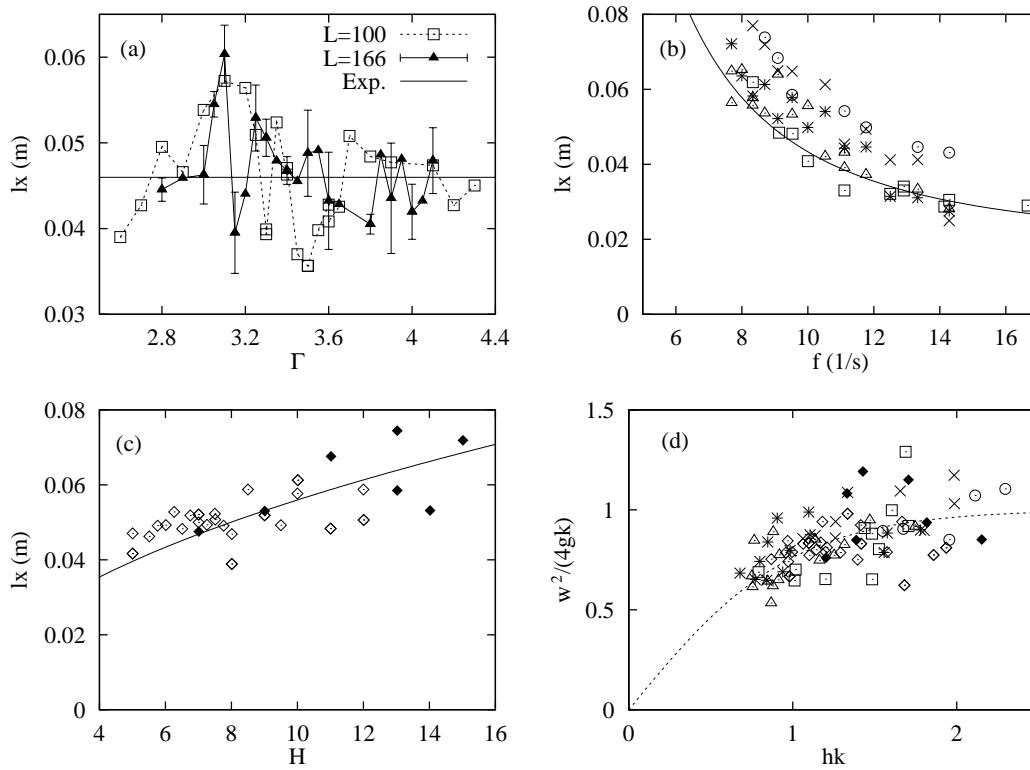 0.06
0.05
0.04
0.03
lx (m)
(a)
L=100
L=166
Exp.
2.8 3.2 3.6 4 4.4
Γ
0.08
0.06
0.04
0.02
0
lx (m)
(b)
6 8 10 12 14 16
f (1/s)
0.08
0.06
0.04
0.02
0
lx (m)
(c)
4 6 8 10 12 14 16
H
1.5
1
0.5
0
w²/(4gk)
(d)
0 1 2
hk